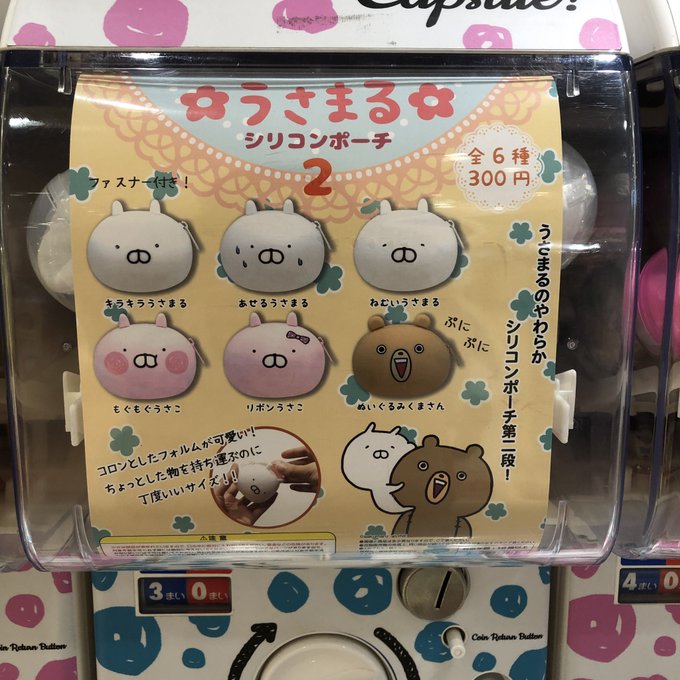 Capsule!
うさまる
シリコンポーチ
2
全6種
300円
ファスナー付き!
キラキラうさまる
あせるうさまる
ねむいうさまる
もぐもぐうさこ
リボンうさこ
ぬいぐるみくまさん
ぷに
ぷに
うさまるのやわらか
シリコンポーチ第二段!
コロンとしたフォルムが可愛い!
ちょっとした物を持ち運ぶのに
丁度いいサイズ!!
⚠注意
3まい 0まい
4まい 0まい
Coin Return Button
Coin Return Button